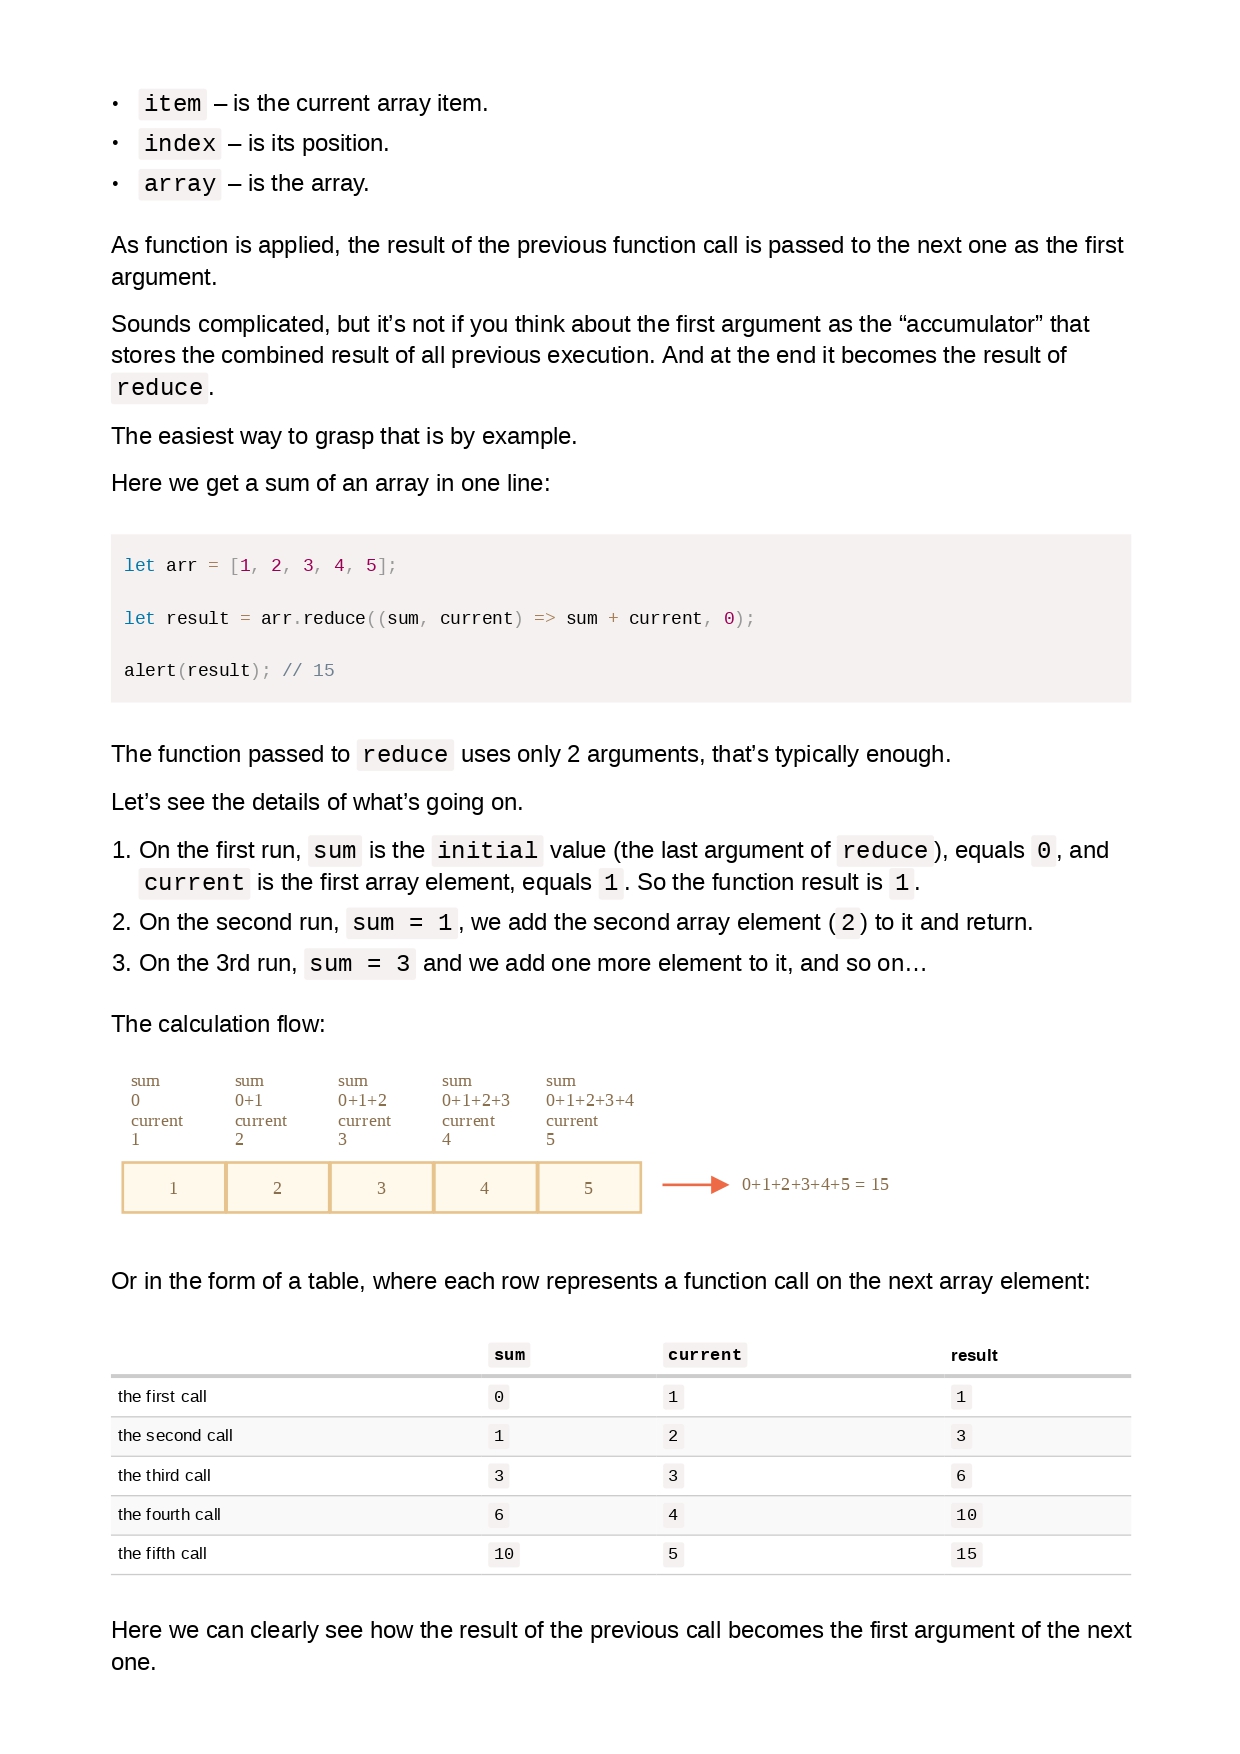 • item – is the current array item.
• index – is its position.
• array – is the array.
As function is applied, the result of the previous function call is passed to the next one as the first
argument.
Sounds complicated, but it’s not if you think about the first argument as the “accumulator” that
stores the combined result of all previous execution. And at the end it becomes the result of
reduce.
The easiest way to grasp that is by example.
Here we get a sum of an array in one line:
let arr = [1, 2, 3, 4, 5];
let result = arr.reduce((sum, current) => sum + current, 0);
alert(result); // 15
The function passed to reduce uses only 2 arguments, that’s typically enough.
Let’s see the details of what’s going on.
1. On the first run, sum is the initial value (the last argument of reduce), equals 0, and
current is the first array element, equals 1. So the function result is 1.
2. On the second run, sum = 1, we add the second array element (2) to it and return.
3. On the 3rd run, sum = 3 and we add one more element to it, and so on…
The calculation flow:
sum sum sum sum sum
0 0+1 0+1+2 0+1+2+3 0+1+2+3+4
current current current current current
1 2 3 4 5
1 2 3 4 5 0+1+2+3+4+5 = 15
Or in the form of a table, where each row represents a function call on the next array element:
sum current result
the first call 0 1 1
the second call 1 2 3
the third call 3 3 6
the fourth call 6 4 10
the fifth call 10 5 15
Here we can clearly see how the result of the previous call becomes the first argument of the next
one.